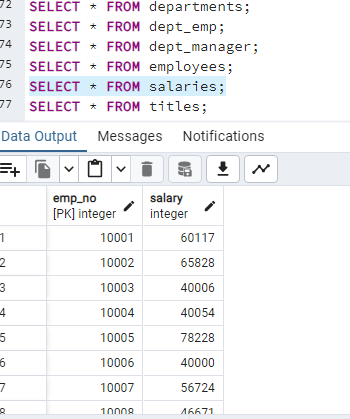 72 SELECT * FROM departments;
73 SELECT * FROM dept_emp;
74 SELECT * FROM dept_manager;
75 SELECT * FROM employees;
76 SELECT * FROM salaries;
77 SELECT * FROM titles;
Data Output Messages Notifications
emp_no salary
[PK] integer integer
1 10001 60117
2 10002 65828
3 10003 40006
4 10004 40054
5 10005 78228
6 10006 40000
7 10007 56724
8 10008 46671